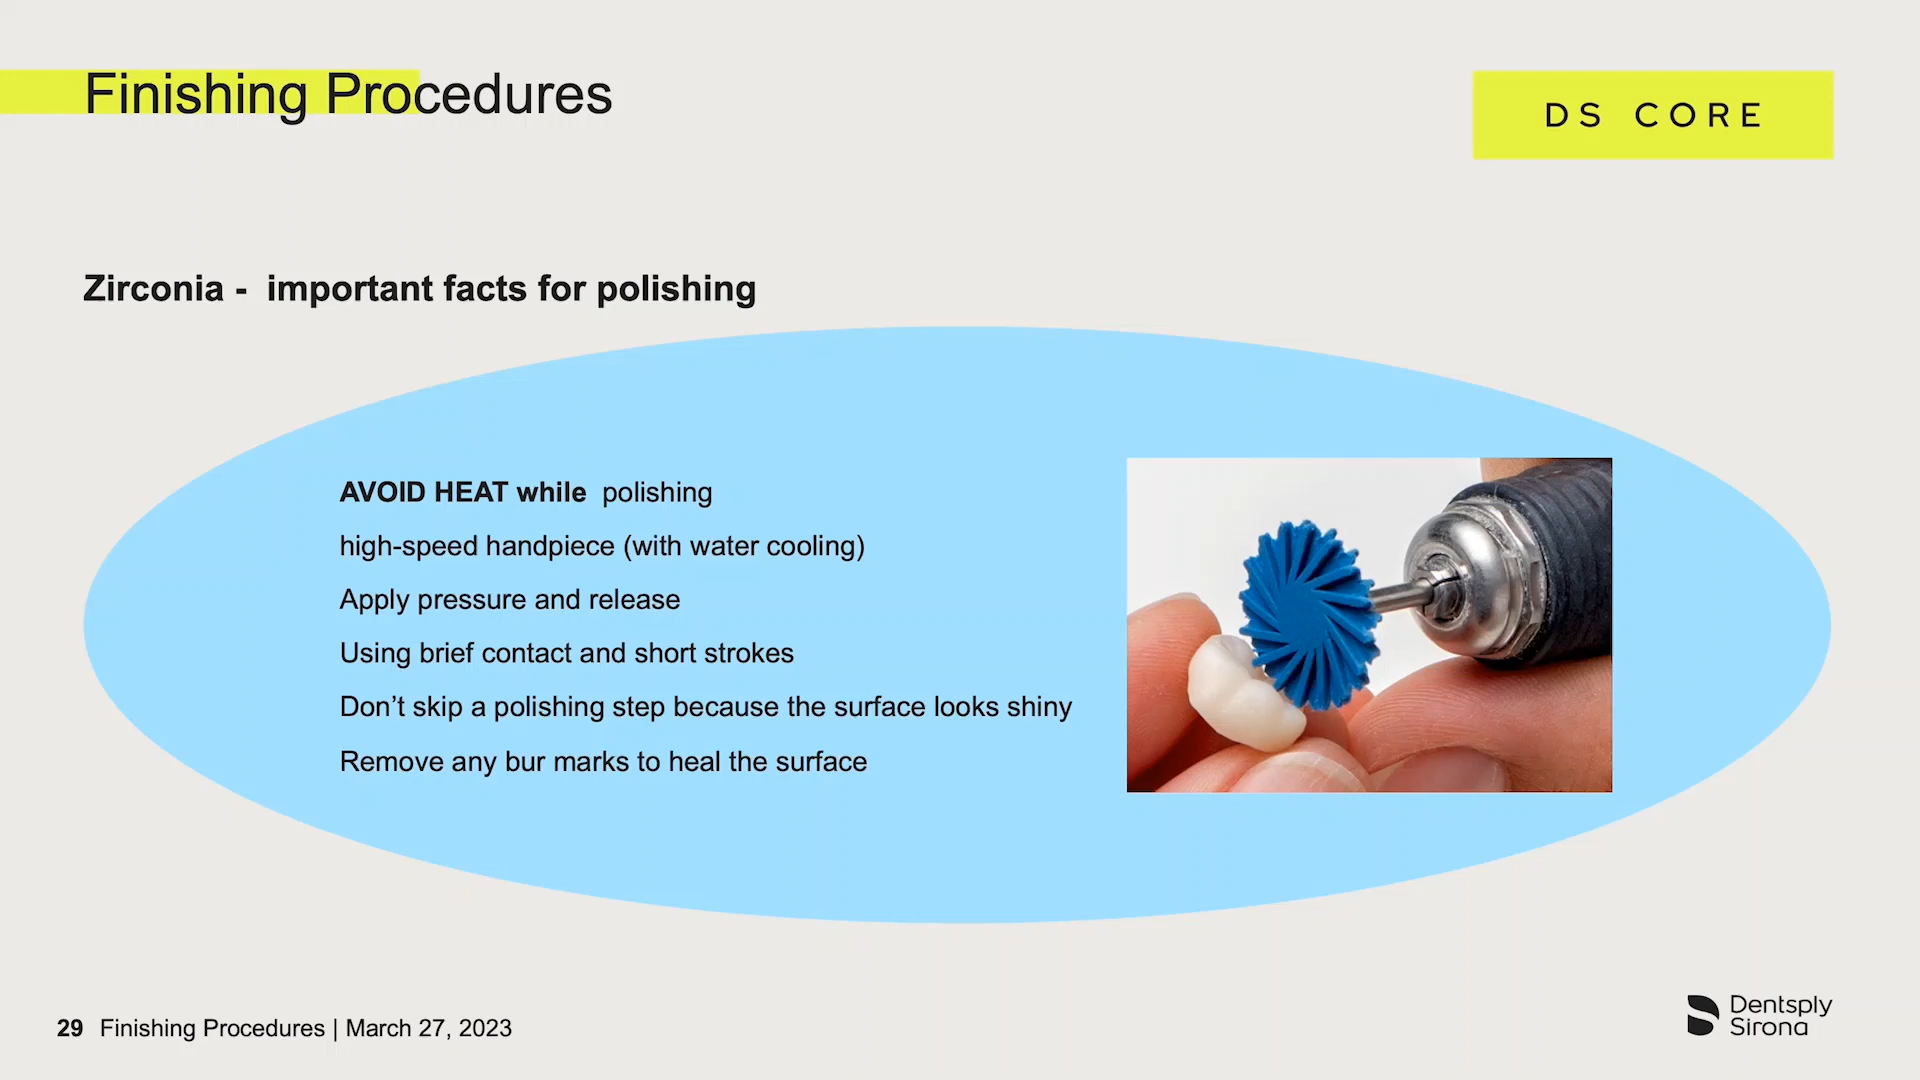 Finishing Procedures
DS CORE
Zirconia -  important facts for polishing
AVOID HEAT while  polishing
high-speed handpiece (with water cooling)
Apply pressure and release
Using brief contact and short strokes
Don’t skip a polishing step because the surface looks shiny
Remove any bur marks to heal the surface
29 Finishing Procedures | March 27, 2023
Dentsply
Sirona